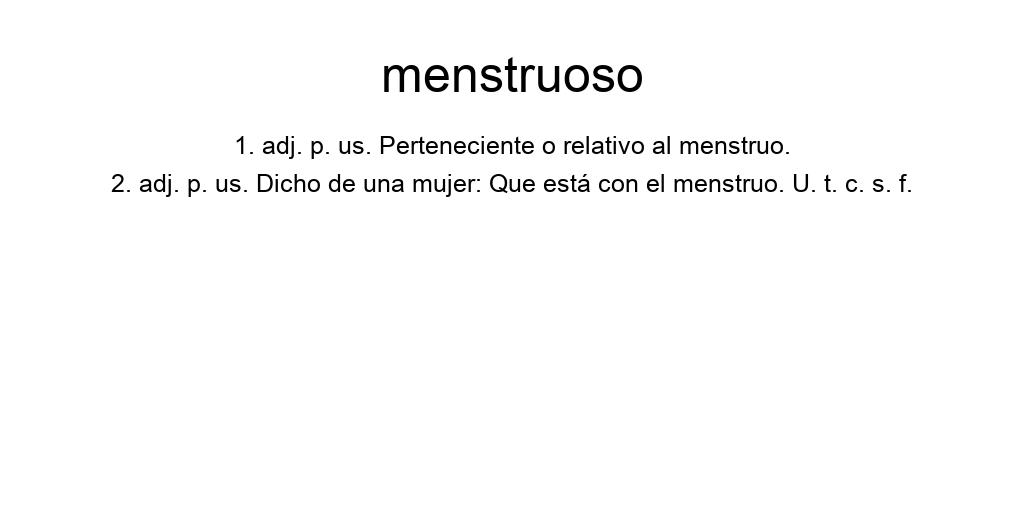 menstruoso
1. adj. p. us. Perteneciente o relativo al menstruo.
2. adj. p. us. Dicho de una mujer: Que está con el menstruo. U. t. c. s. f.